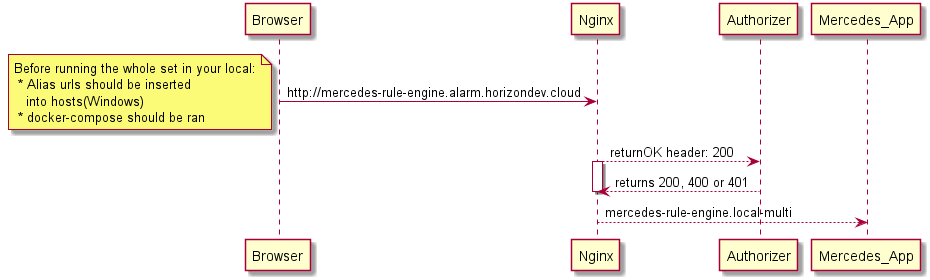 Browser
Nginx
Authorizer
Mercedes_App
Before running the whole set in your local:
* Alias urls should be inserted
into hosts(Windows)
* docker-compose should be ran
http://mercedes-rule-engine.alarm.horizondev.cloud
returnOK header: 200
returns 200, 400 or 401
mercedes-rule-engine.local-multi
Browser
Nginx
Authorizer
Mercedes_App